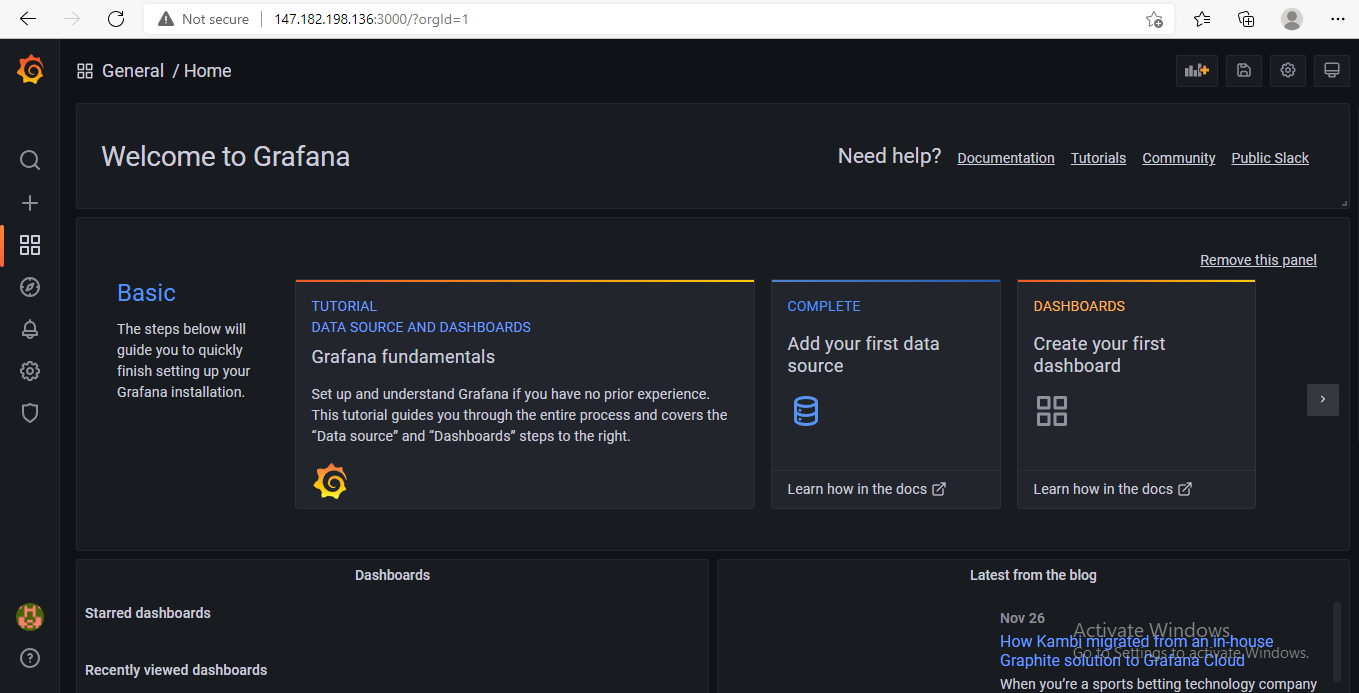 Not secure
147.182.198.136:3000/?orgId=1
General / Home
Welcome to Grafana
Need help? Documentation Tutorials Community Public Slack
Remove this panel
Basic
The steps below will
guide you to quickly
finish setting up your
Grafana installation.
TUTORIAL
DATA SOURCE AND DASHBOARDS
Grafana fundamentals
Set up and understand Grafana if you have no prior experience.
This tutorial guides you through the entire process and covers the
“Data source” and “Dashboards” steps to the right.
COMPLETE
Add your first data
source
Learn how in the docs
DASHBOARDS
Create your first
dashboard
Learn how in the docs
Dashboards
Starred dashboards
Recently viewed dashboards
Latest from the blog
Nov 26
How Kambi migrated from an in-house
Graphite solution to Grafana Cloud
When you’re a sports betting technology company
Activate Windows
Go to Settings to activate Windows.